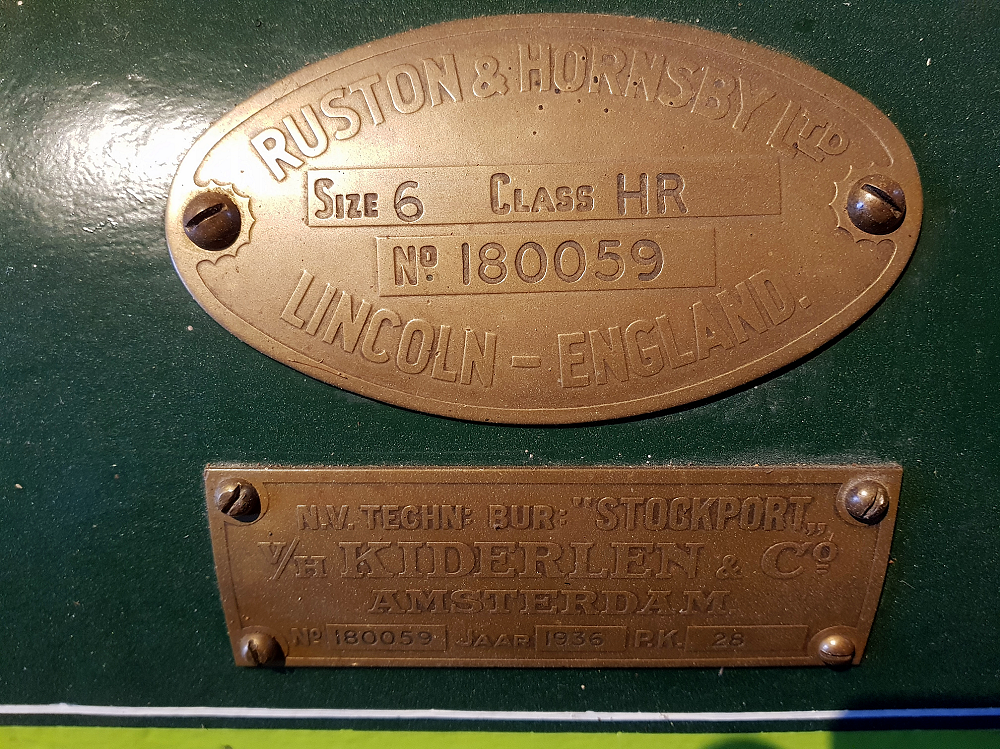 RUSTON & HORNSBY LTD
SIZE 6 CLASS HR
No. 180059
LINCOLN - ENGLAND.
N.V. TECHN: BUR: "STOCKPORT„
V/H KIDERLEN & Co
AMSTERDAM
No 180059 JAAR 1936 P.K. 28